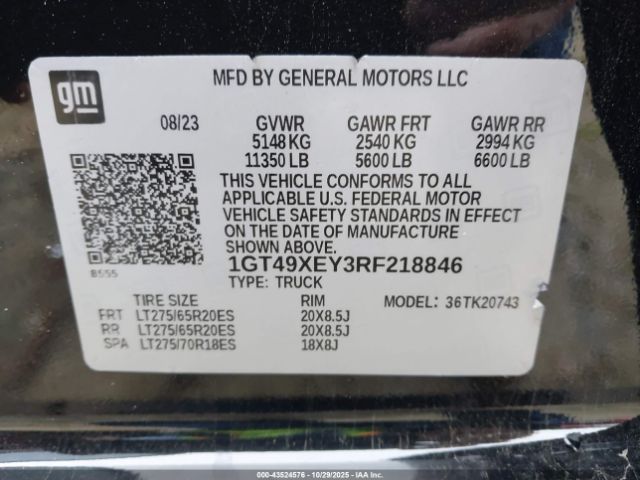 gm
MFD BY GENERAL MOTORS LLC
08/23 GVWR GAWR FRT GAWR RR
5148 KG 2540 KG 2994 KG
11350 LB 5600 LB 6600 LB
THIS VEHICLE CONFORMS TO ALL
APPLICABLE U.S. FEDERAL MOTOR
VEHICLE SAFETY STANDARDS IN EFFECT
ON THE DATE OF MANUFACTURE
SHOWN ABOVE.
1GT49XEY3RF218846
TYPE: TRUCK
TIRE SIZE RIM MODEL: 36TK20743
FRT LT275/65R20ES 20X8.5J
RR LT275/65R20ES 20X8.5J
SPA LT275/70R18ES 18X8J
000-43524576 | 10/29/2025 | IAAI.COM